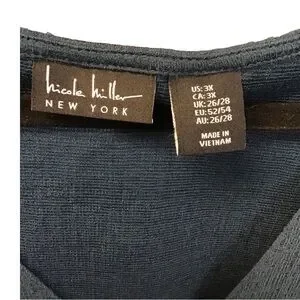 nicole miller
NEW YORK
US: 3X
CA: 3X
UK: 26/28
EU: 52/54
AU: 26/28
MADE IN
VIETNAM